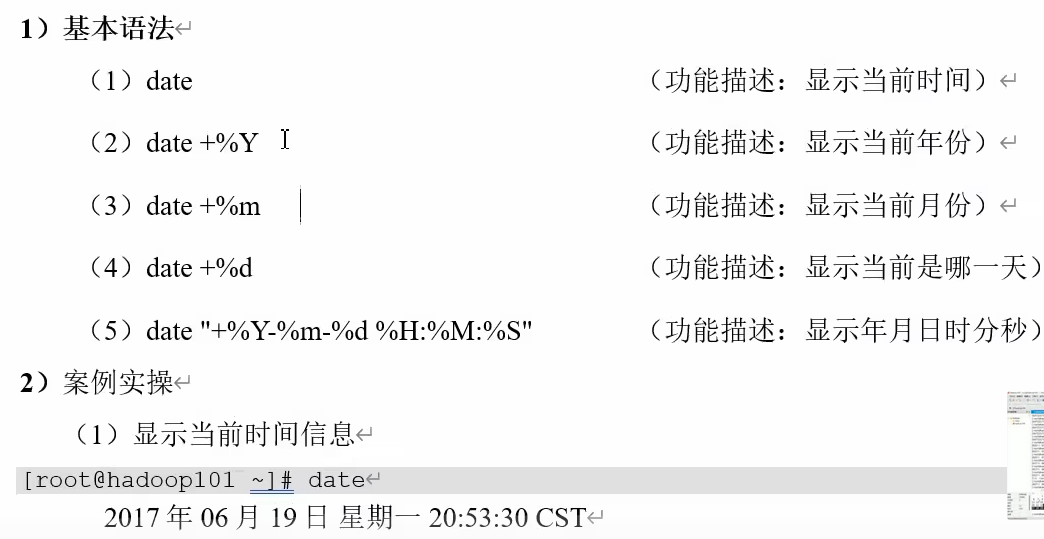 1）基本语法
（1）date （功能描述：显示当前时间）
（2）date +%Y （功能描述：显示当前年份）
（3）date +%m （功能描述：显示当前月份）
（4）date +%d （功能描述：显示当前是哪一天）
（5）date "+%Y-%m-%d %H:%M:%S" （功能描述：显示年月日时分秒）
2）案例实操
（1）显示当前时间信息
[root@hadoop101 ~]# date
2017 年 06 月 19 日 星期一 20:53:30 CST